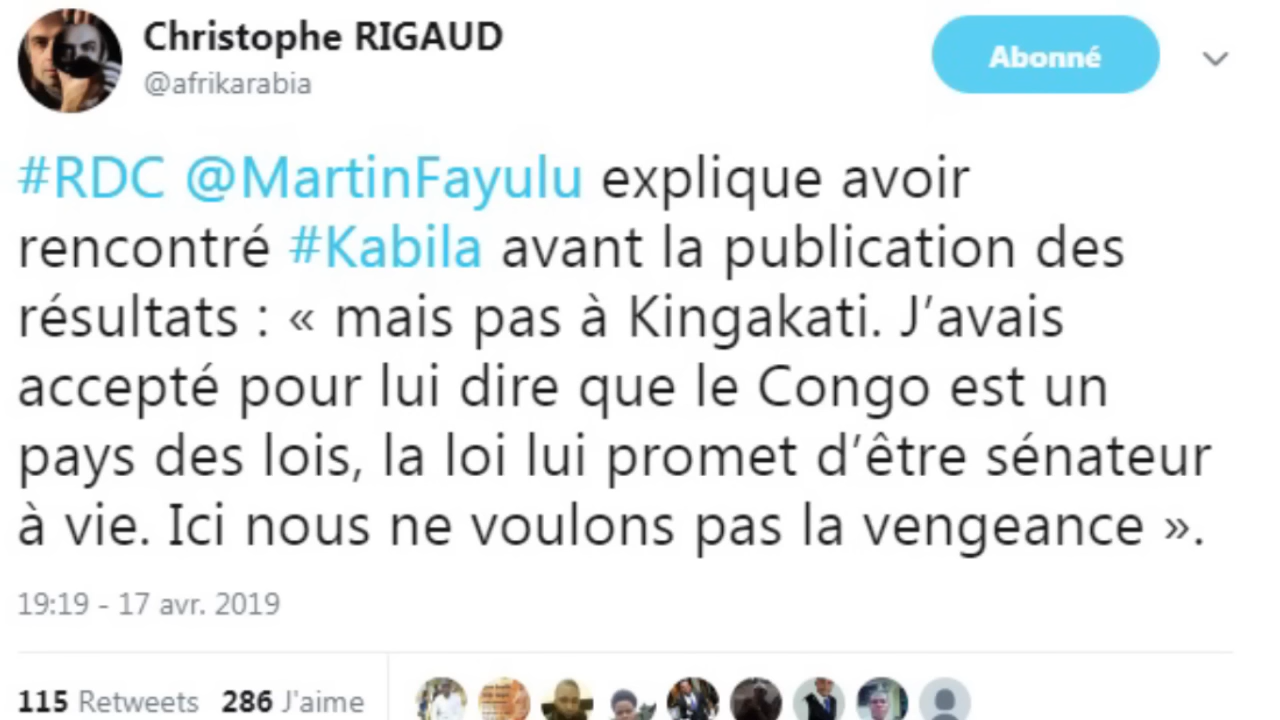 Christophe RIGAUD
@afrikarabia
Abonné
#RDC @MartinFayulu explique avoir
rencontré #Kabila avant la publication des
résultats : « mais pas à Kingakati. J’avais
accepté pour lui dire que le Congo est un
pays des lois, la loi lui promet d’être sénateur
à vie. Ici nous ne voulons pas la vengeance ».
19:19 - 17 avr. 2019
115 Retweets 286 J'aime